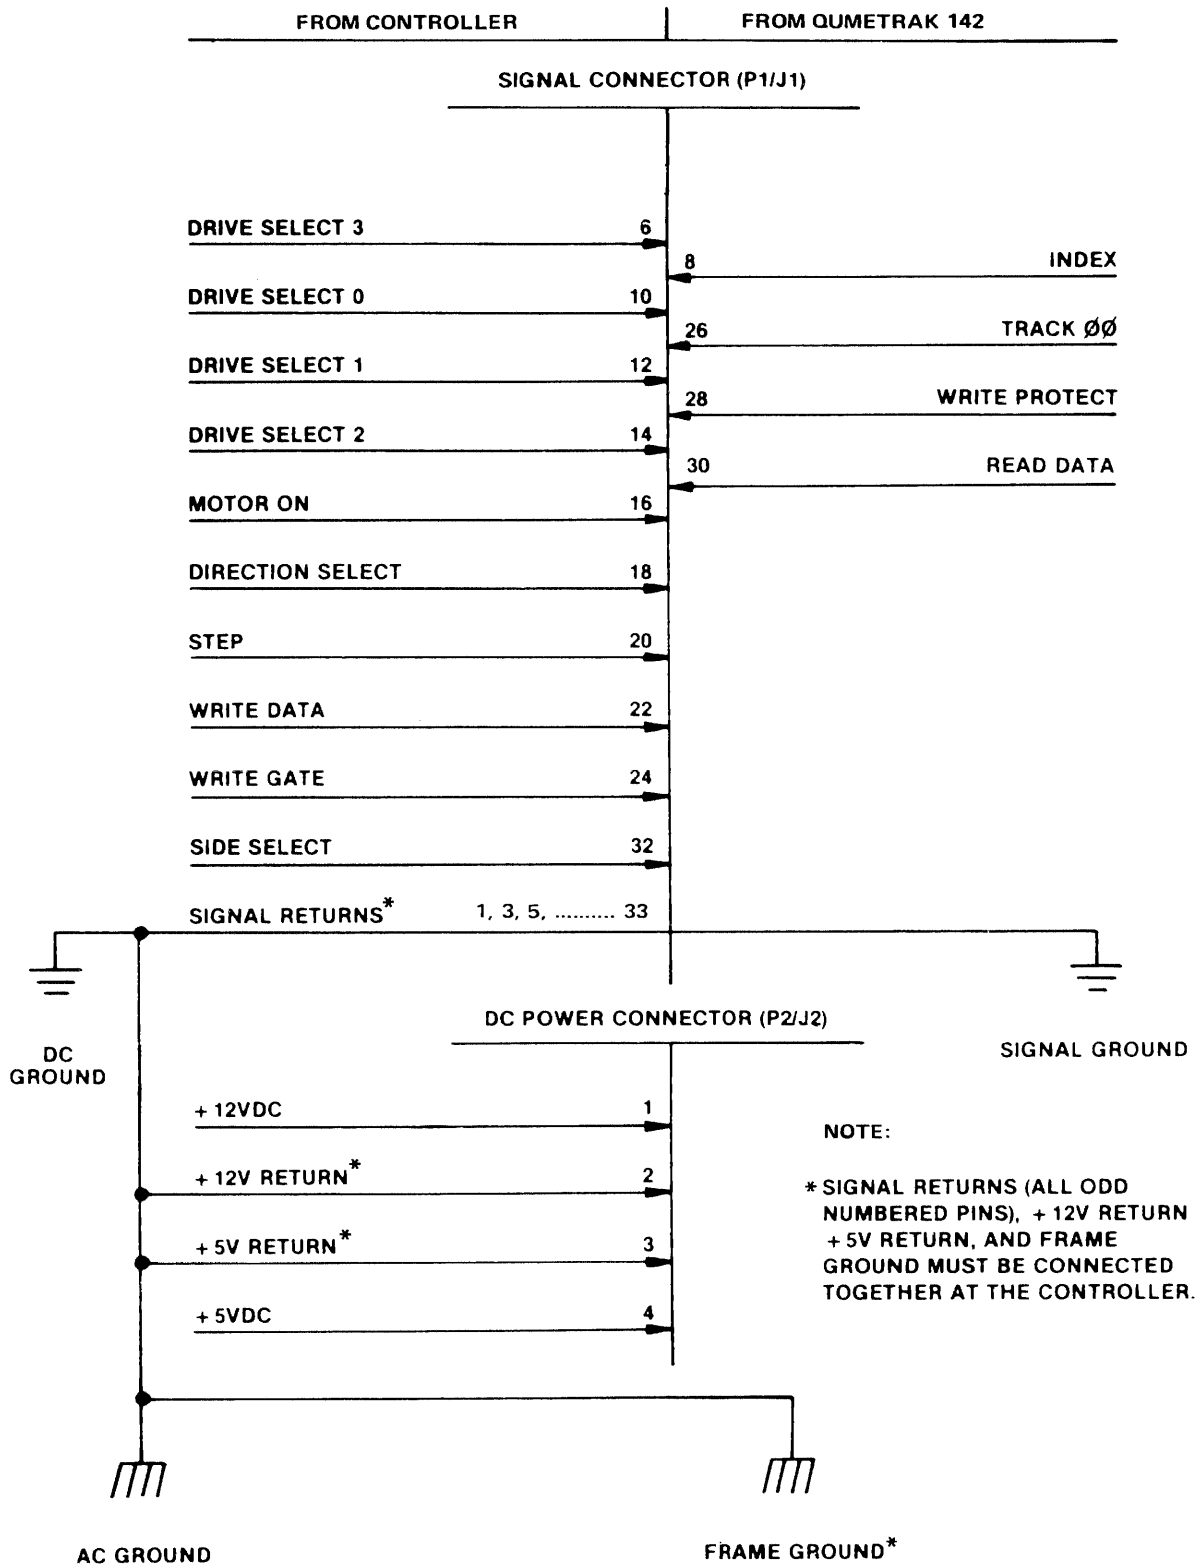 FROM CONTROLLER FROM QUMETRAK 142
SIGNAL CONNECTOR (P1/J1)
DRIVE SELECT 3 6
8 INDEX
DRIVE SELECT 0 10
26 TRACK ØØ
DRIVE SELECT 1 12
28 WRITE PROTECT
DRIVE SELECT 2 14
30 READ DATA
MOTOR ON 16
DIRECTION SELECT 18
STEP 20
WRITE DATA 22
WRITE GATE 24
SIDE SELECT 32
SIGNAL RETURNS* 1, 3, 5, .......... 33
DC POWER CONNECTOR (P2/J2)
DC
GROUND
SIGNAL GROUND
+ 12VDC 1
+ 12V RETURN* 2
+ 5V RETURN* 3
+ 5VDC 4
NOTE:
* SIGNAL RETURNS (ALL ODD
NUMBERED PINS), + 12V RETURN
+ 5V RETURN, AND FRAME
GROUND MUST BE CONNECTED
TOGETHER AT THE CONTROLLER.
AC GROUND
FRAME GROUND*